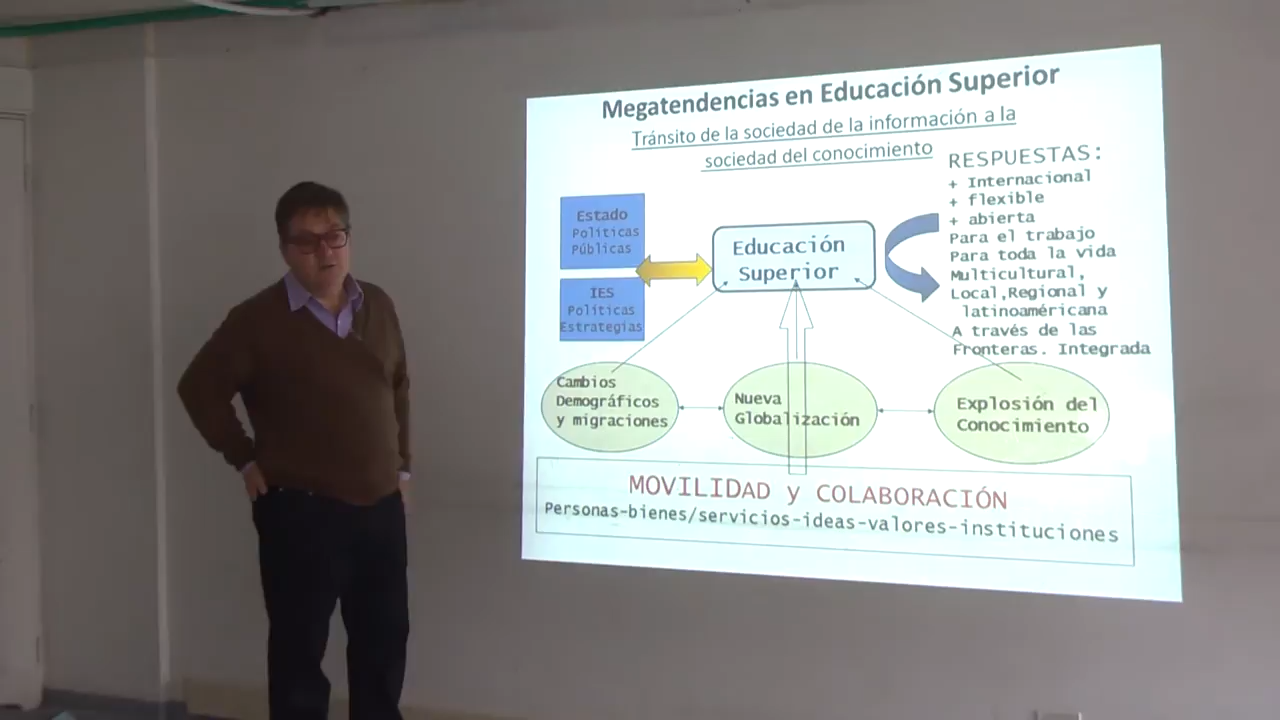 Megatendencias en Educación Superior
Tránsito de la sociedad de la información a la
sociedad del conocimiento
RESPUESTAS:
+ Internacional
+ flexible
+ abierta
Para el trabajo
Para toda la vida
Multicultural,
Local,Regional y
latinoaméricana
A través de las
Fronteras. Integrada
Estado
Políticas
Públicas
IES
Políticas
Estrategias
Educación
Superior
Cambios
Demográficos
y migraciones
Nueva
Globalización
Explosión del
Conocimiento
MOVILIDAD y COLABORACIÓN
Personas-bienes/servicios-ideas-valores-instituciones